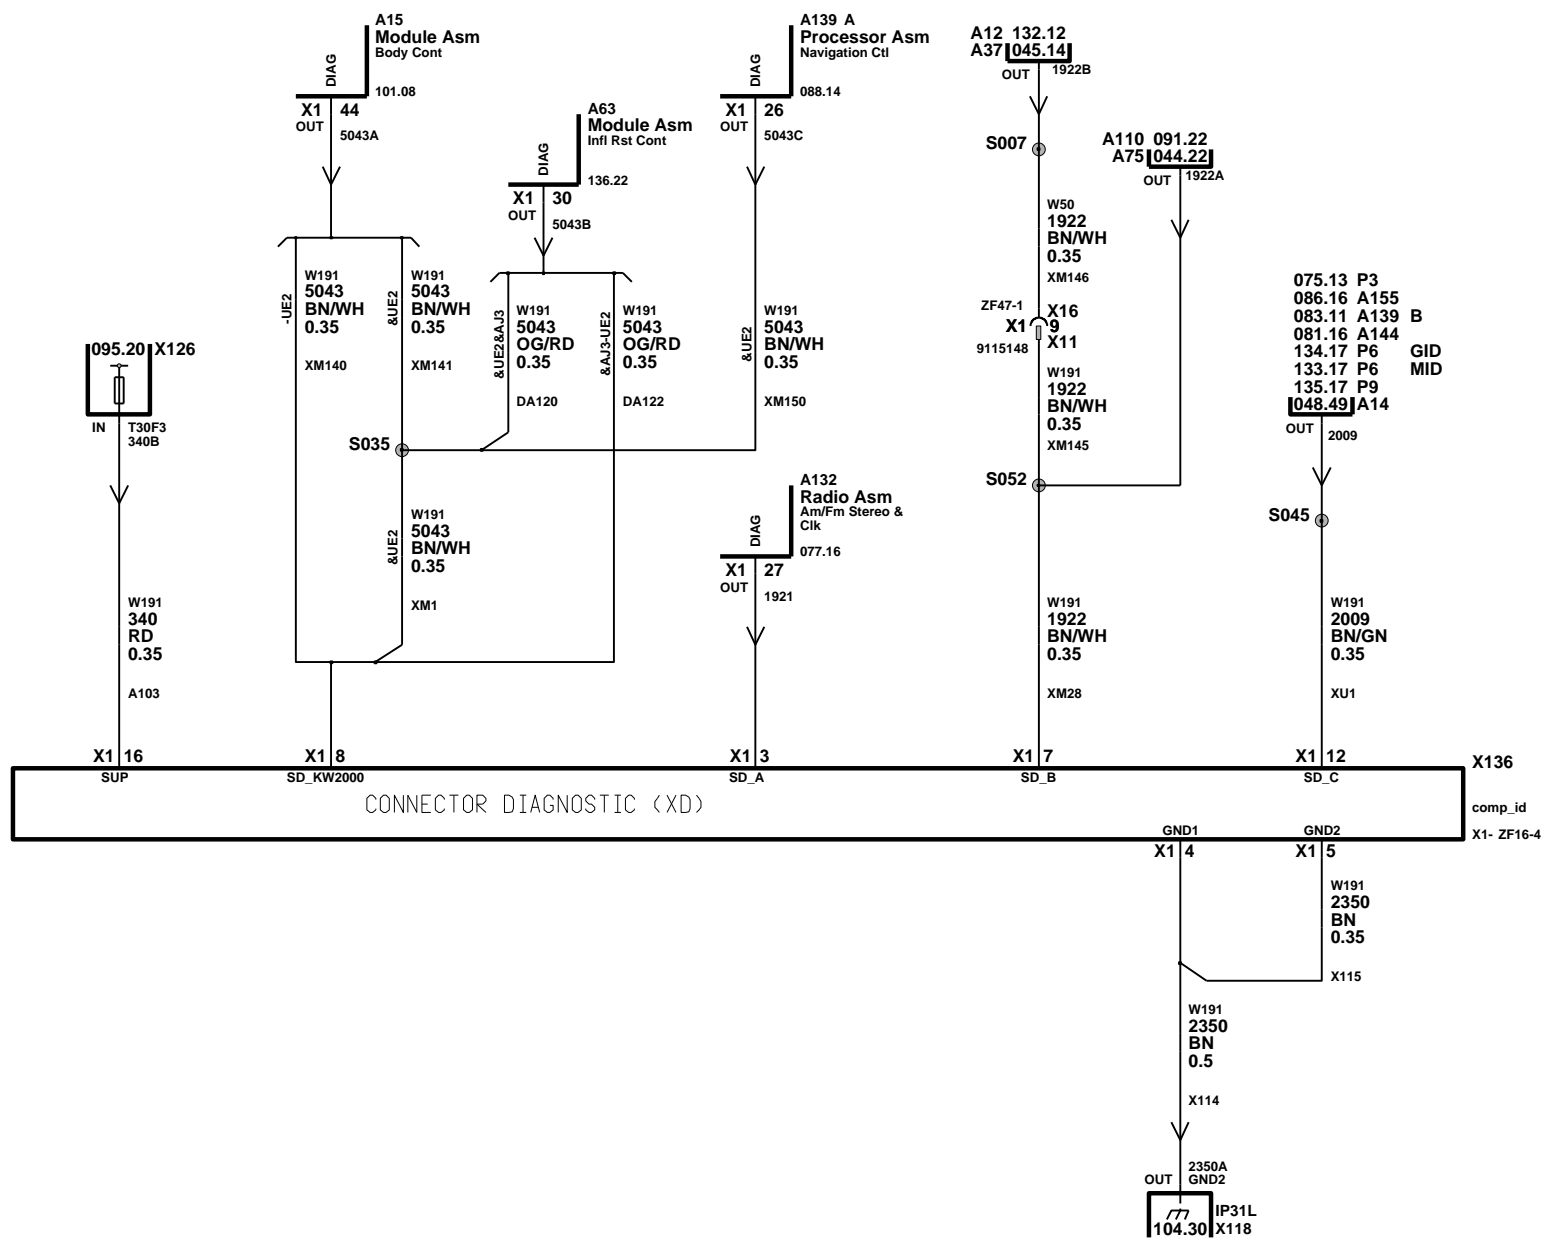 A15
Module Asm
Body Cont
DIAG
101.08
X1 44
OUT
5043A
A63
Module Asm
Infl Rst Cont
DIAG
136.22
X1 30
OUT
5043B
A139 A
Processor Asm
Navigation Ctl
DIAG
088.14
X1 26
OUT
5043C
A12 132.12
A37 045.14
OUT
1922B
S007
A110 091.22
A75 044.22
OUT
1922A
W50
1922
BN/WH
0.35
XM146
ZF47-1
X16
X1 9
X11
9115148
W191
1922
BN/WH
0.35
XM145
S052
075.13 P3
086.16 A155
083.11 A139 B
081.16 A144
134.17 P6 GID
133.17 P6 MID
135.17 P9
048.49 A14
OUT
2009
S045
095.20 X126
IN
T30F3
340B
-UE2
W191
5043
BN/WH
0.35
XM140
&UE2
W191
5043
BN/WH
0.35
XM141
&UE2&AJ3
W191
5043
OG/RD
0.35
DA120
&AJ3-UE2
W191
5043
OG/RD
0.35
DA122
&UE2
W191
5043
BN/WH
0.35
XM150
S035
&UE2
W191
5043
BN/WH
0.35
XM1
A132
Radio Asm
Am/Fm Stereo &
Clk
DIAG
077.16
X1 27
OUT
1921
W191
340
RD
0.35
A103
W191
1922
BN/WH
0.35
XM28
W191
2009
BN/GN
0.35
XU1
X1 16
SUP
X1 8
SD_KW2000
X1 3
SD_A
X1 7
SD_B
X1 12
SD_C
X136
CONNECTOR DIAGNOSTIC (XD)
comp_id
X1- ZF16-4
GND1
X1 4
GND2
X1 5
W191
2350
BN
0.35
X115
W191
2350
BN
0.5
X114
2350A
OUT GND2
IP31L
104.30 X118